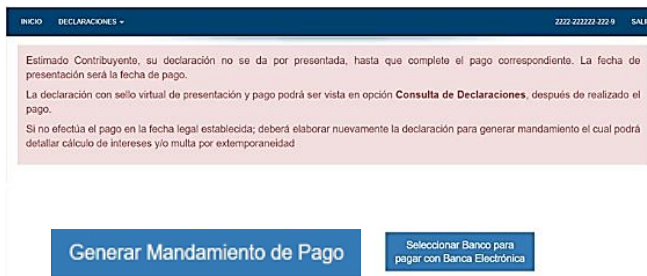 INICIO DECLARACIONES 2222-222222-222-9
Estimado Contribuyente, su declaración no se da por presentada, hasta que complete el pago correspondiente. La fecha de
presentación será la fecha de pago.
La declaración con sello virtual de presentación y pago podrá ser vista en opción Consulta de Declaraciones, después de realizado el
pago.
Si no efectúa el pago en la fecha legal establecida; deberá elaborar nuevamente la declaración para generar mandamiento el cual podrá
detallar cálculo de intereses y/o multa por extemporaneidad
Generar Mandamiento de Pago
Seleccionar Banco para
pagar con Banca Electrónica